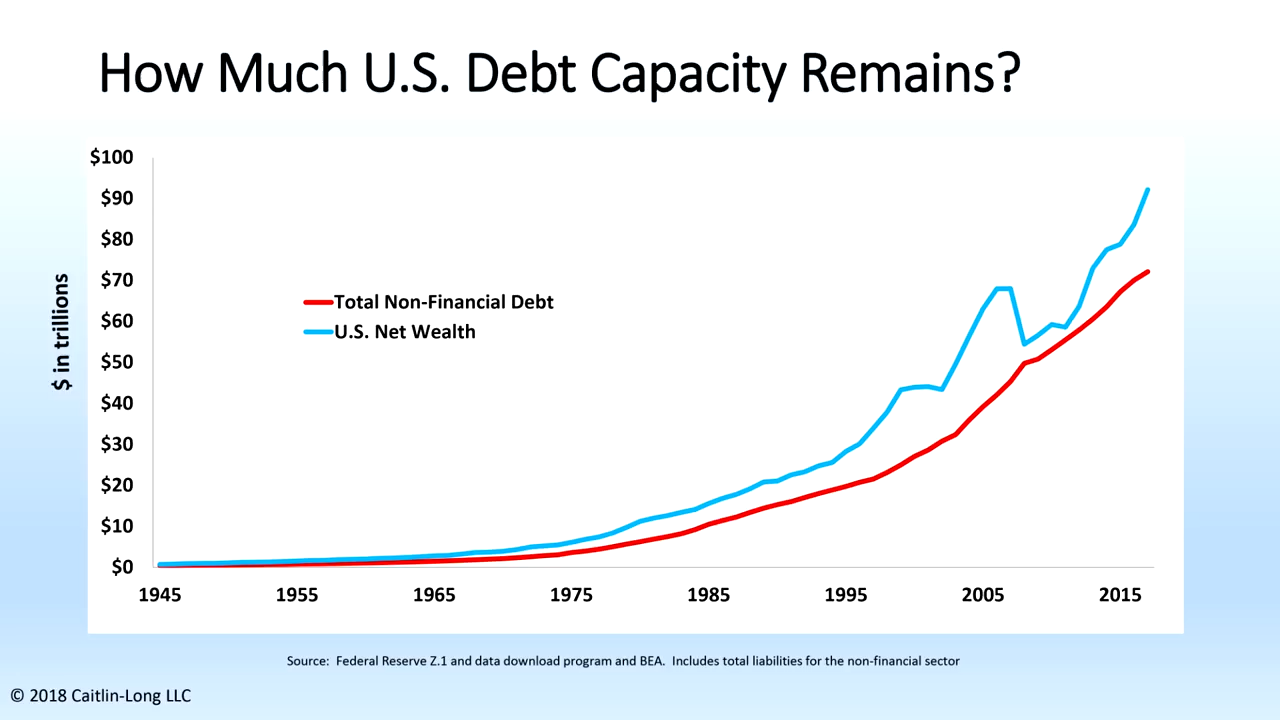 How Much U.S. Debt Capacity Remains?
$100
$90
$80
$70
$60
$50
$40
$30
$20
$10
$0
$ in trillions
Total Non-Financial Debt
U.S. Net Wealth
1945 1955 1965 1975 1985 1995 2005 2015
Source: Federal Reserve Z.1 and data download program and BEA. Includes total liabilities for the non-financial sector
© 2018 Caitlin-Long LLC